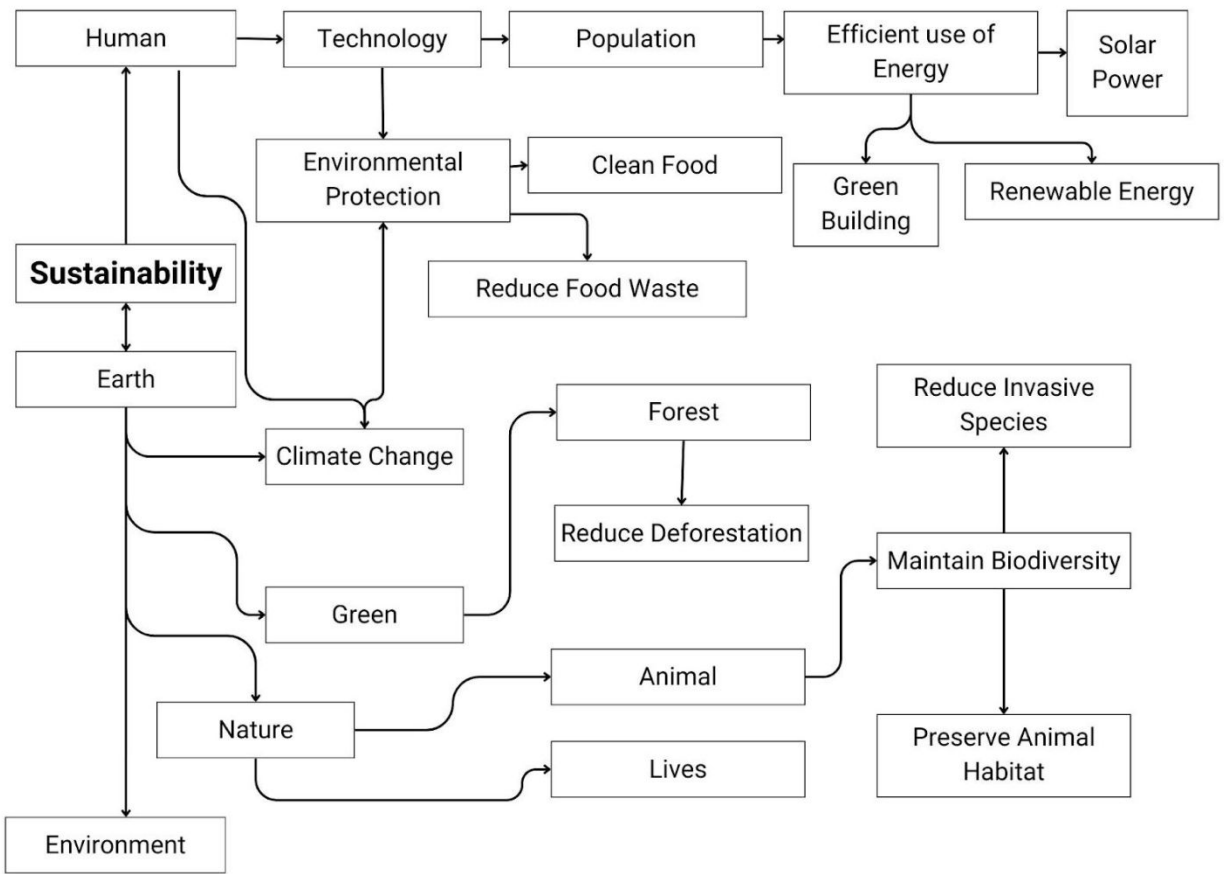 Human
Technology
Population
Efficient use of
Energy
Solar
Power
Environmental
Protection
Clean Food
Green
Building
Renewable Energy
Sustainability
Reduce Food Waste
Earth
Climate Change
Forest
Reduce Invasive
Species
Reduce Deforestation
Maintain Biodiversity
Green
Animal
Nature
Lives
Preserve Animal
Habitat
Environment